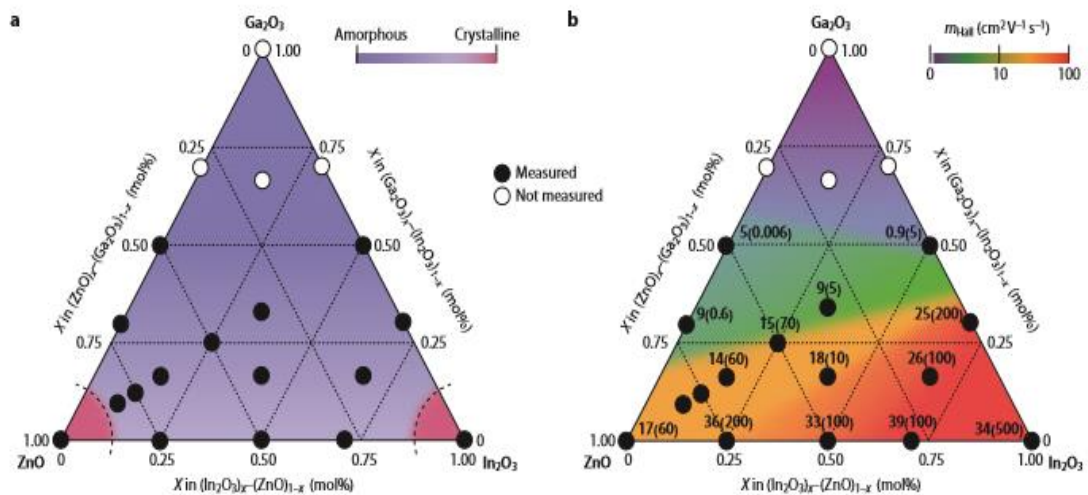 a
Ga₂O₃
0 1.00
Amorphous Crystalline
0.25 0.75
X in (ZnO)ₓ–(Ga₂O₃)₁₋ₓ (mol%)
X in (Ga₂O₃)ₓ–(In₂O₃)₁₋ₓ (mol%)
0.50 0.50
0.75 0.25
1.00 0
ZnO 0 0.25 0.50 0.75 1.00 In₂O₃
X in (In₂O₃)ₓ–(ZnO)₁₋ₓ (mol%)
Measured
Not measured
b
Ga₂O₃
0 1.00
mHall (cm² V⁻¹ s⁻¹)
0 10 100
0.25 0.75
X in (ZnO)ₓ–(Ga₂O₃)₁₋ₓ (mol%)
X in (Ga₂O₃)ₓ–(In₂O₃)₁₋ₓ (mol%)
0.50 5(0.006) 0.9(5) 0.50
9(5)
9(0.6) 15(70) 25(200)
0.75 0.25
14(60) 18(10) 26(100)
17(60) 36(200) 33(100) 39(100) 34(500)
1.00 0
ZnO 0 0.25 0.50 0.75 1.00 In₂O₃
X in (In₂O₃)ₓ–(ZnO)₁₋ₓ (mol%)